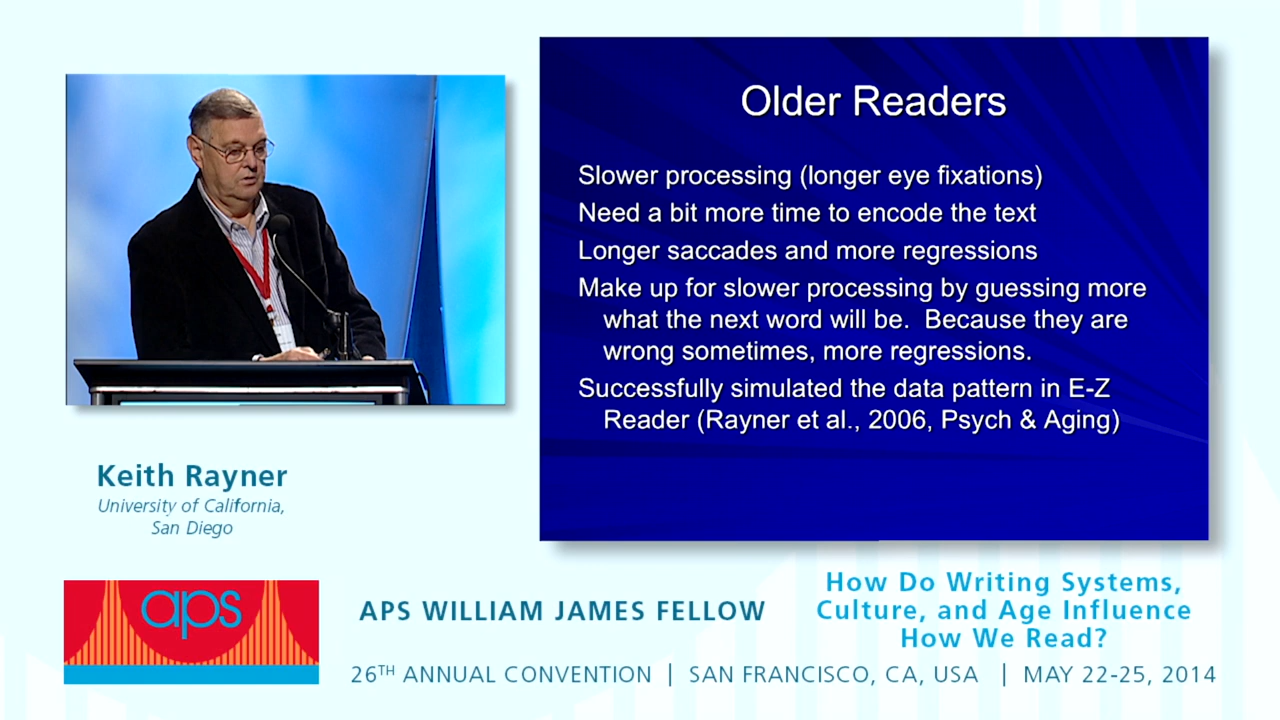 Older Readers
Slower processing (longer eye fixations)
Need a bit more time to encode the text
Longer saccades and more regressions
Make up for slower processing by guessing more
what the next word will be.  Because they are
wrong sometimes, more regressions.
Successfully simulated the data pattern in E-Z
Reader (Rayner et al., 2006, Psych & Aging)
Keith Rayner
University of California,
San Diego
aps
APS WILLIAM JAMES FELLOW
How Do Writing Systems,
Culture, and Age Influence
How We Read?
26TH ANNUAL CONVENTION | SAN FRANCISCO, CA, USA | MAY 22-25, 2014